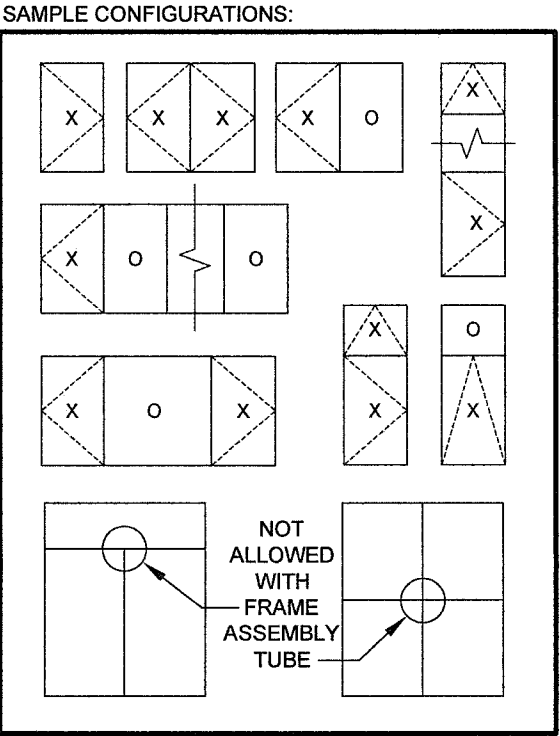 SAMPLE CONFIGURATIONS:
X
X X
X O
X
X
X O O
X
X
O
X
X O X
NOT
ALLOWED
WITH
FRAME
ASSEMBLY
TUBE